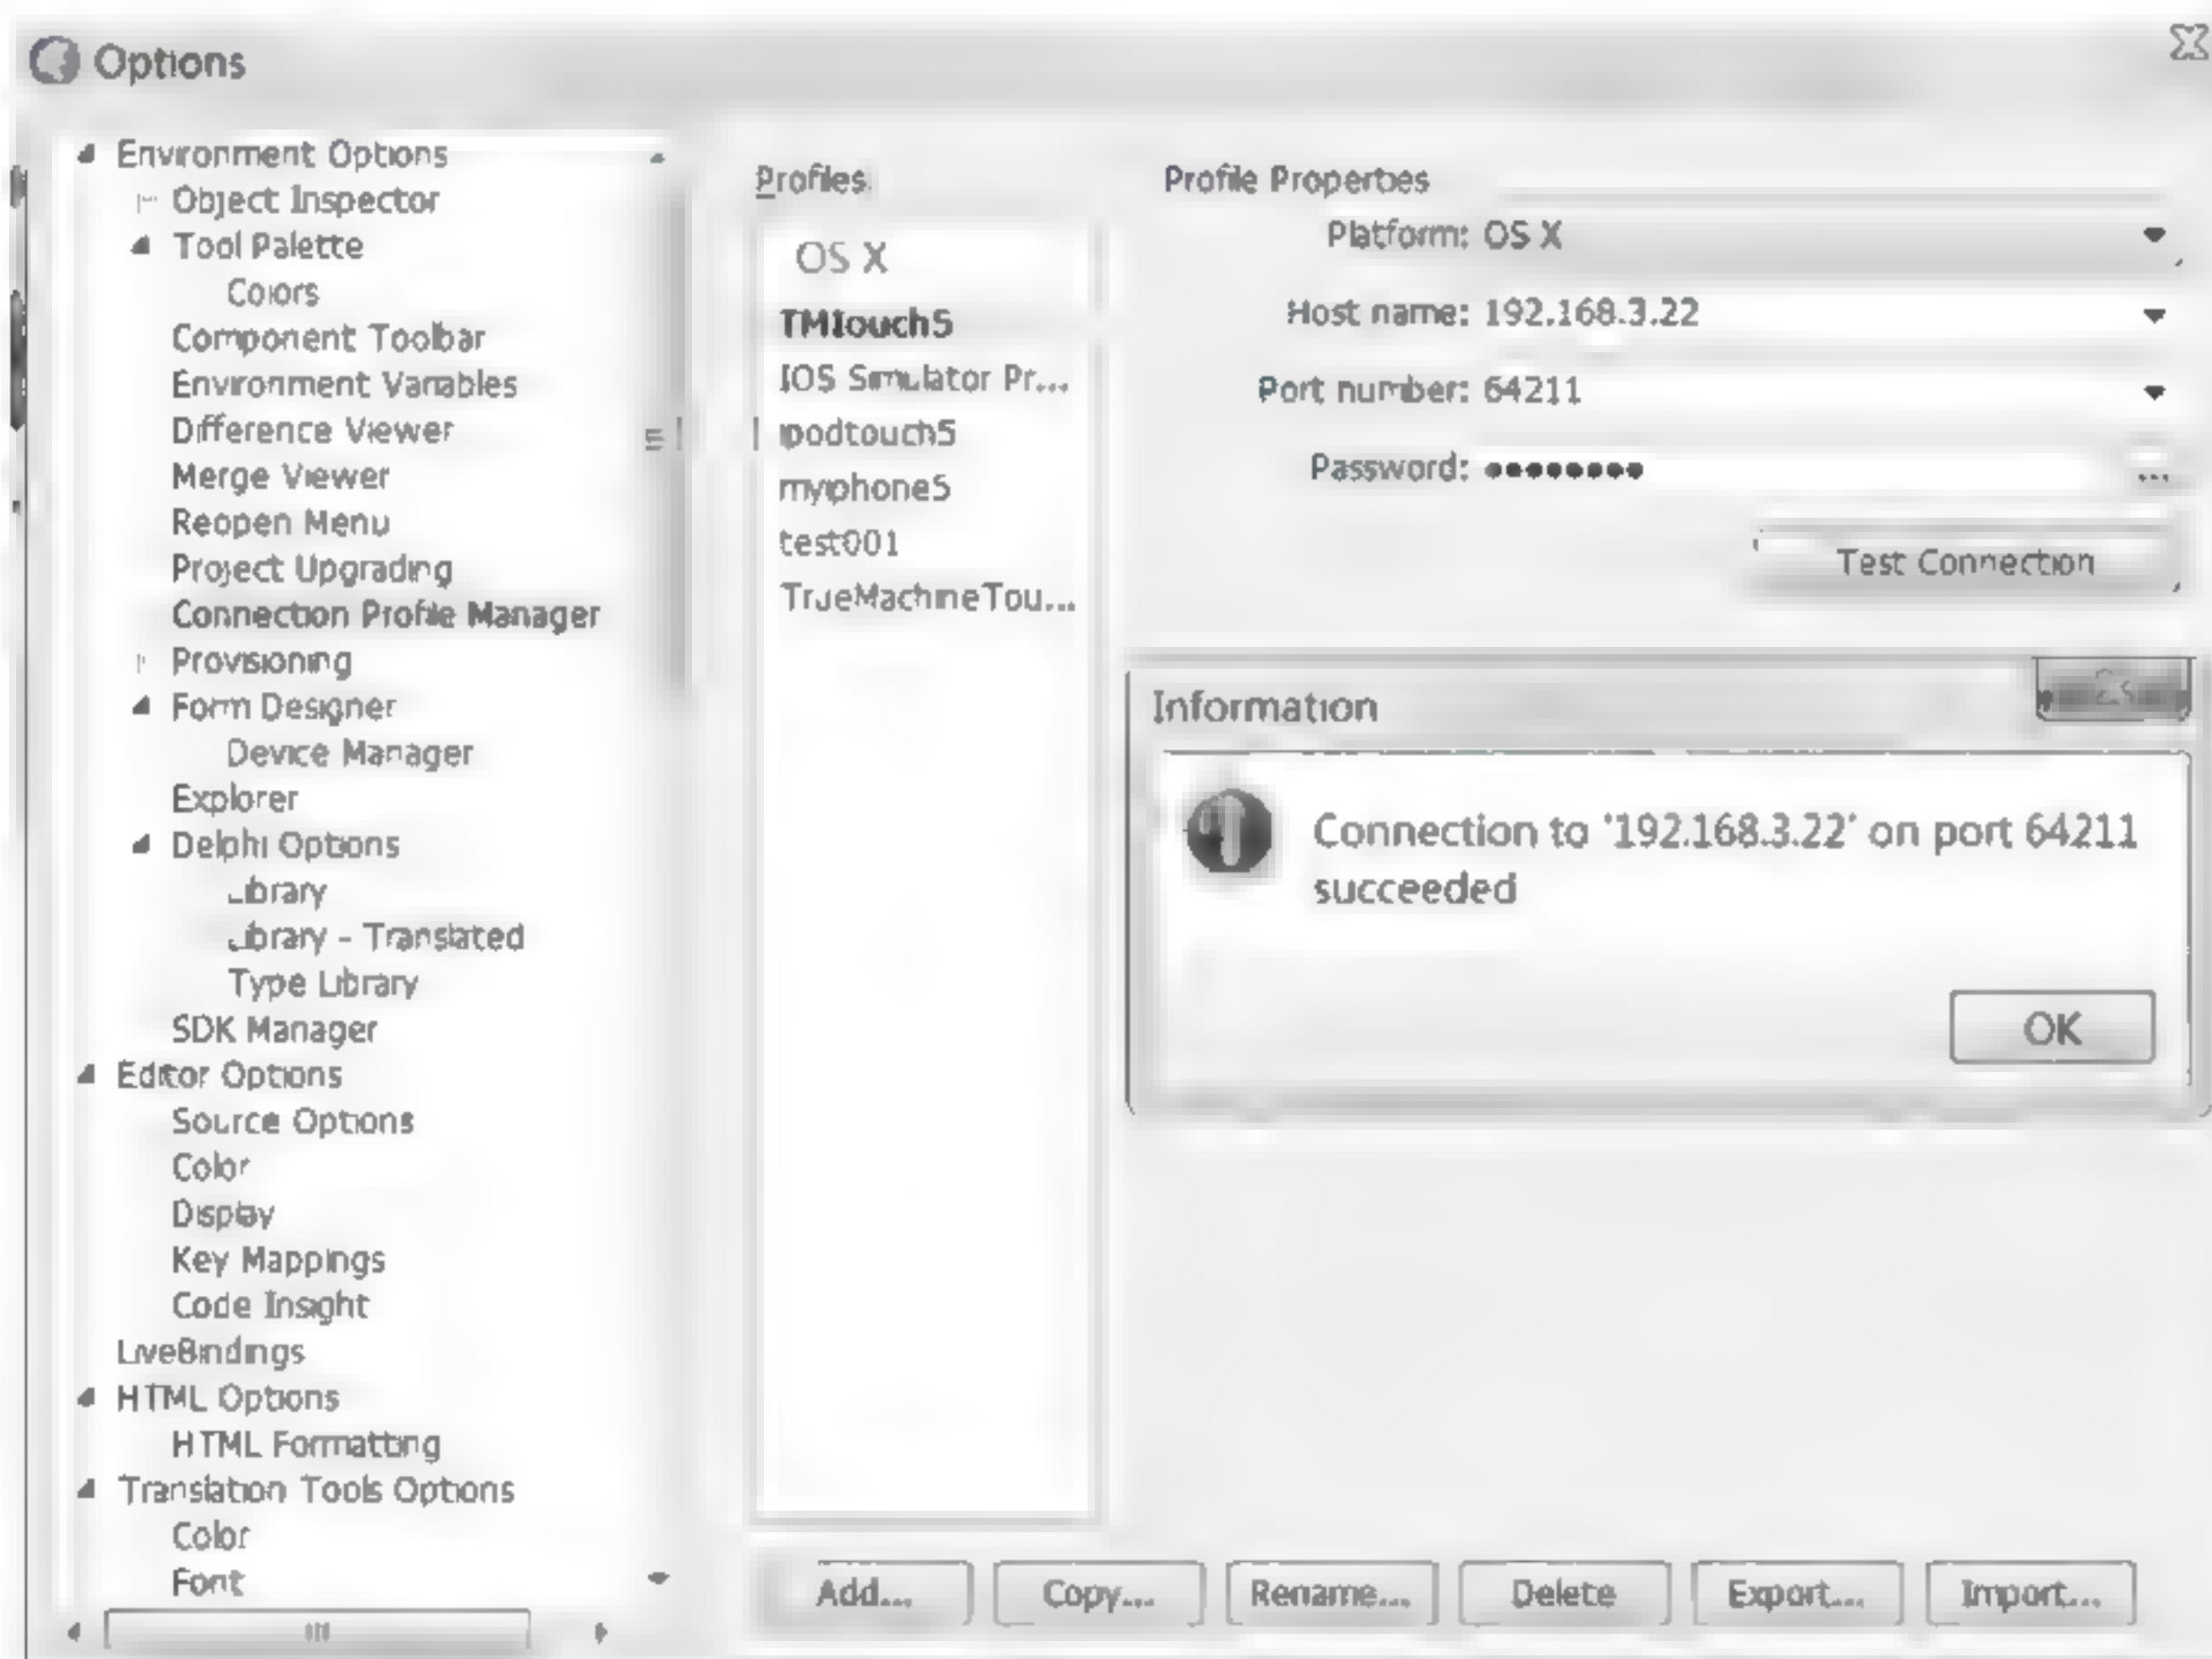 Options
Environment Options
Object Inspector
Tool Palette
Colors
Component Toolbar
Environment Variables
Difference Viewer
Merge Viewer
Reopen Menu
Project Upgrading
Connection Profile Manager
Provisioning
Form Designer
Device Manager
Explorer
Delphi Options
Library
Library - Translated
Type Library
SDK Manager
Editor Options
Source Options
Color
Display
Key Mappings
Code Insight
LiveBindings
HTML Options
HTML Formatting
Translation Tools Options
Color
Font
Profiles
OS X
TMTouch5
IOS Simulator Pr...
ipodtouch5
myiphone5
test001
TrueMachineTou...
Profile Properties
Platform: OS X
Host name: 192.168.3.22
Port number: 64211
Password: ●●●●●●●●
...
Test Connection
Information
Connection to '192.168.3.22' on port 64211
succeeded
OK
Add... Copy... Rename... Delete Export... Import...